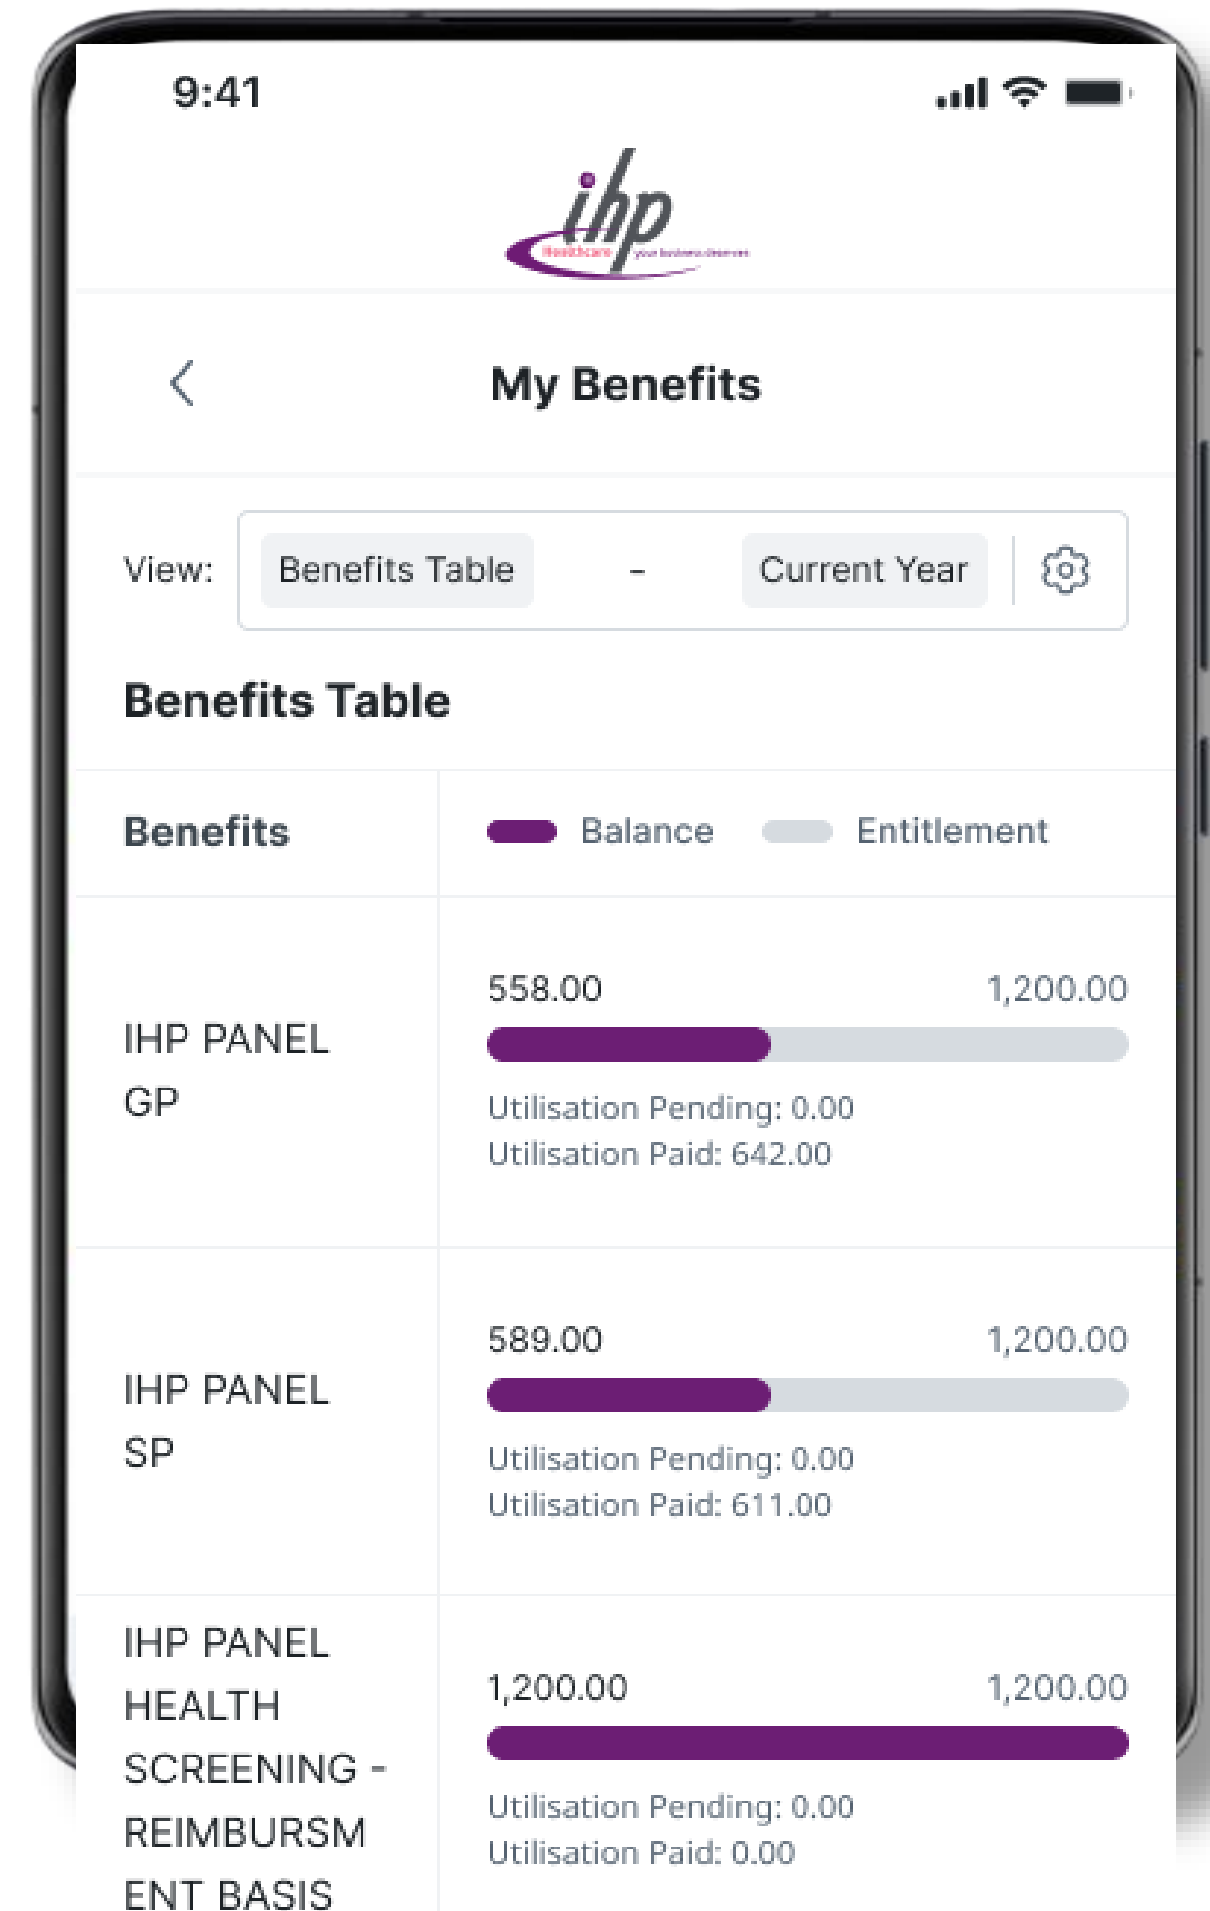 9:41
ihp
Healthcare your business deserves
My Benefits
View: Benefits Table - Current Year
Benefits Table
Benefits Balance Entitlement
IHP PANEL
GP
558.00 1,200.00
Utilisation Pending: 0.00
Utilisation Paid: 642.00
IHP PANEL
SP
589.00 1,200.00
Utilisation Pending: 0.00
Utilisation Paid: 611.00
IHP PANEL
HEALTH
SCREENING -
REIMBURSM
ENT BASIS
1,200.00 1,200.00
Utilisation Pending: 0.00
Utilisation Paid: 0.00